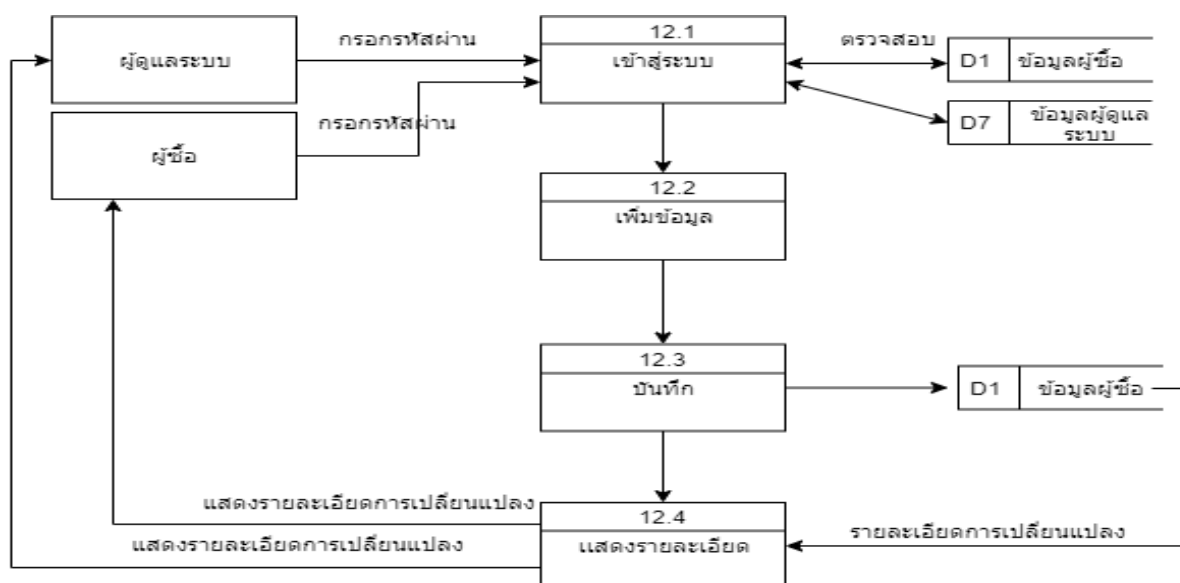 ผู้ดูแลระบบ
กรอกรหัสผ่าน
12.1
เข้าสู่ระบบ
ตรวจสอบ
D1 ข้อมูลผู้ซื้อ
D7 ข้อมูลผู้ดูแล
ระบบ
ผู้ซื้อ
กรอกรหัสผ่าน
12.2
เพิ่มข้อมูล
12.3
บันทึก
D1 ข้อมูลผู้ซื้อ
แสดงรายละเอียดการเปลี่ยนแปลง
แสดงรายละเอียดการเปลี่ยนแปลง
12.4
แสดงรายละเอียด
รายละเอียดการเปลี่ยนแปลง